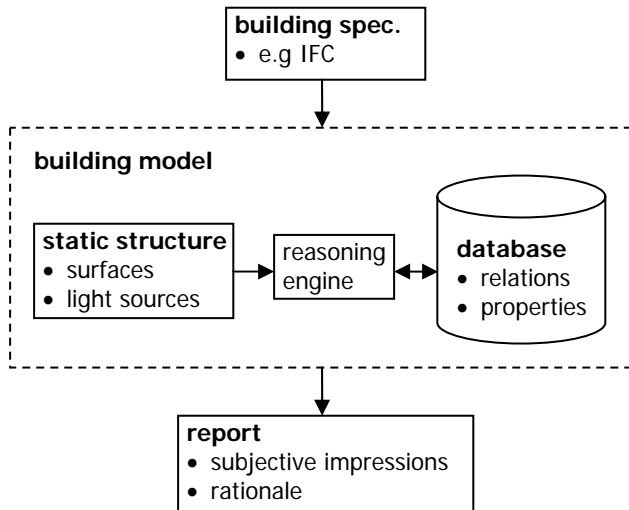 building spec.
• e.g IFC
building model
static structure
• surfaces
• light sources
reasoning
engine
database
• relations
• properties
report
• subjective impressions
• rationale